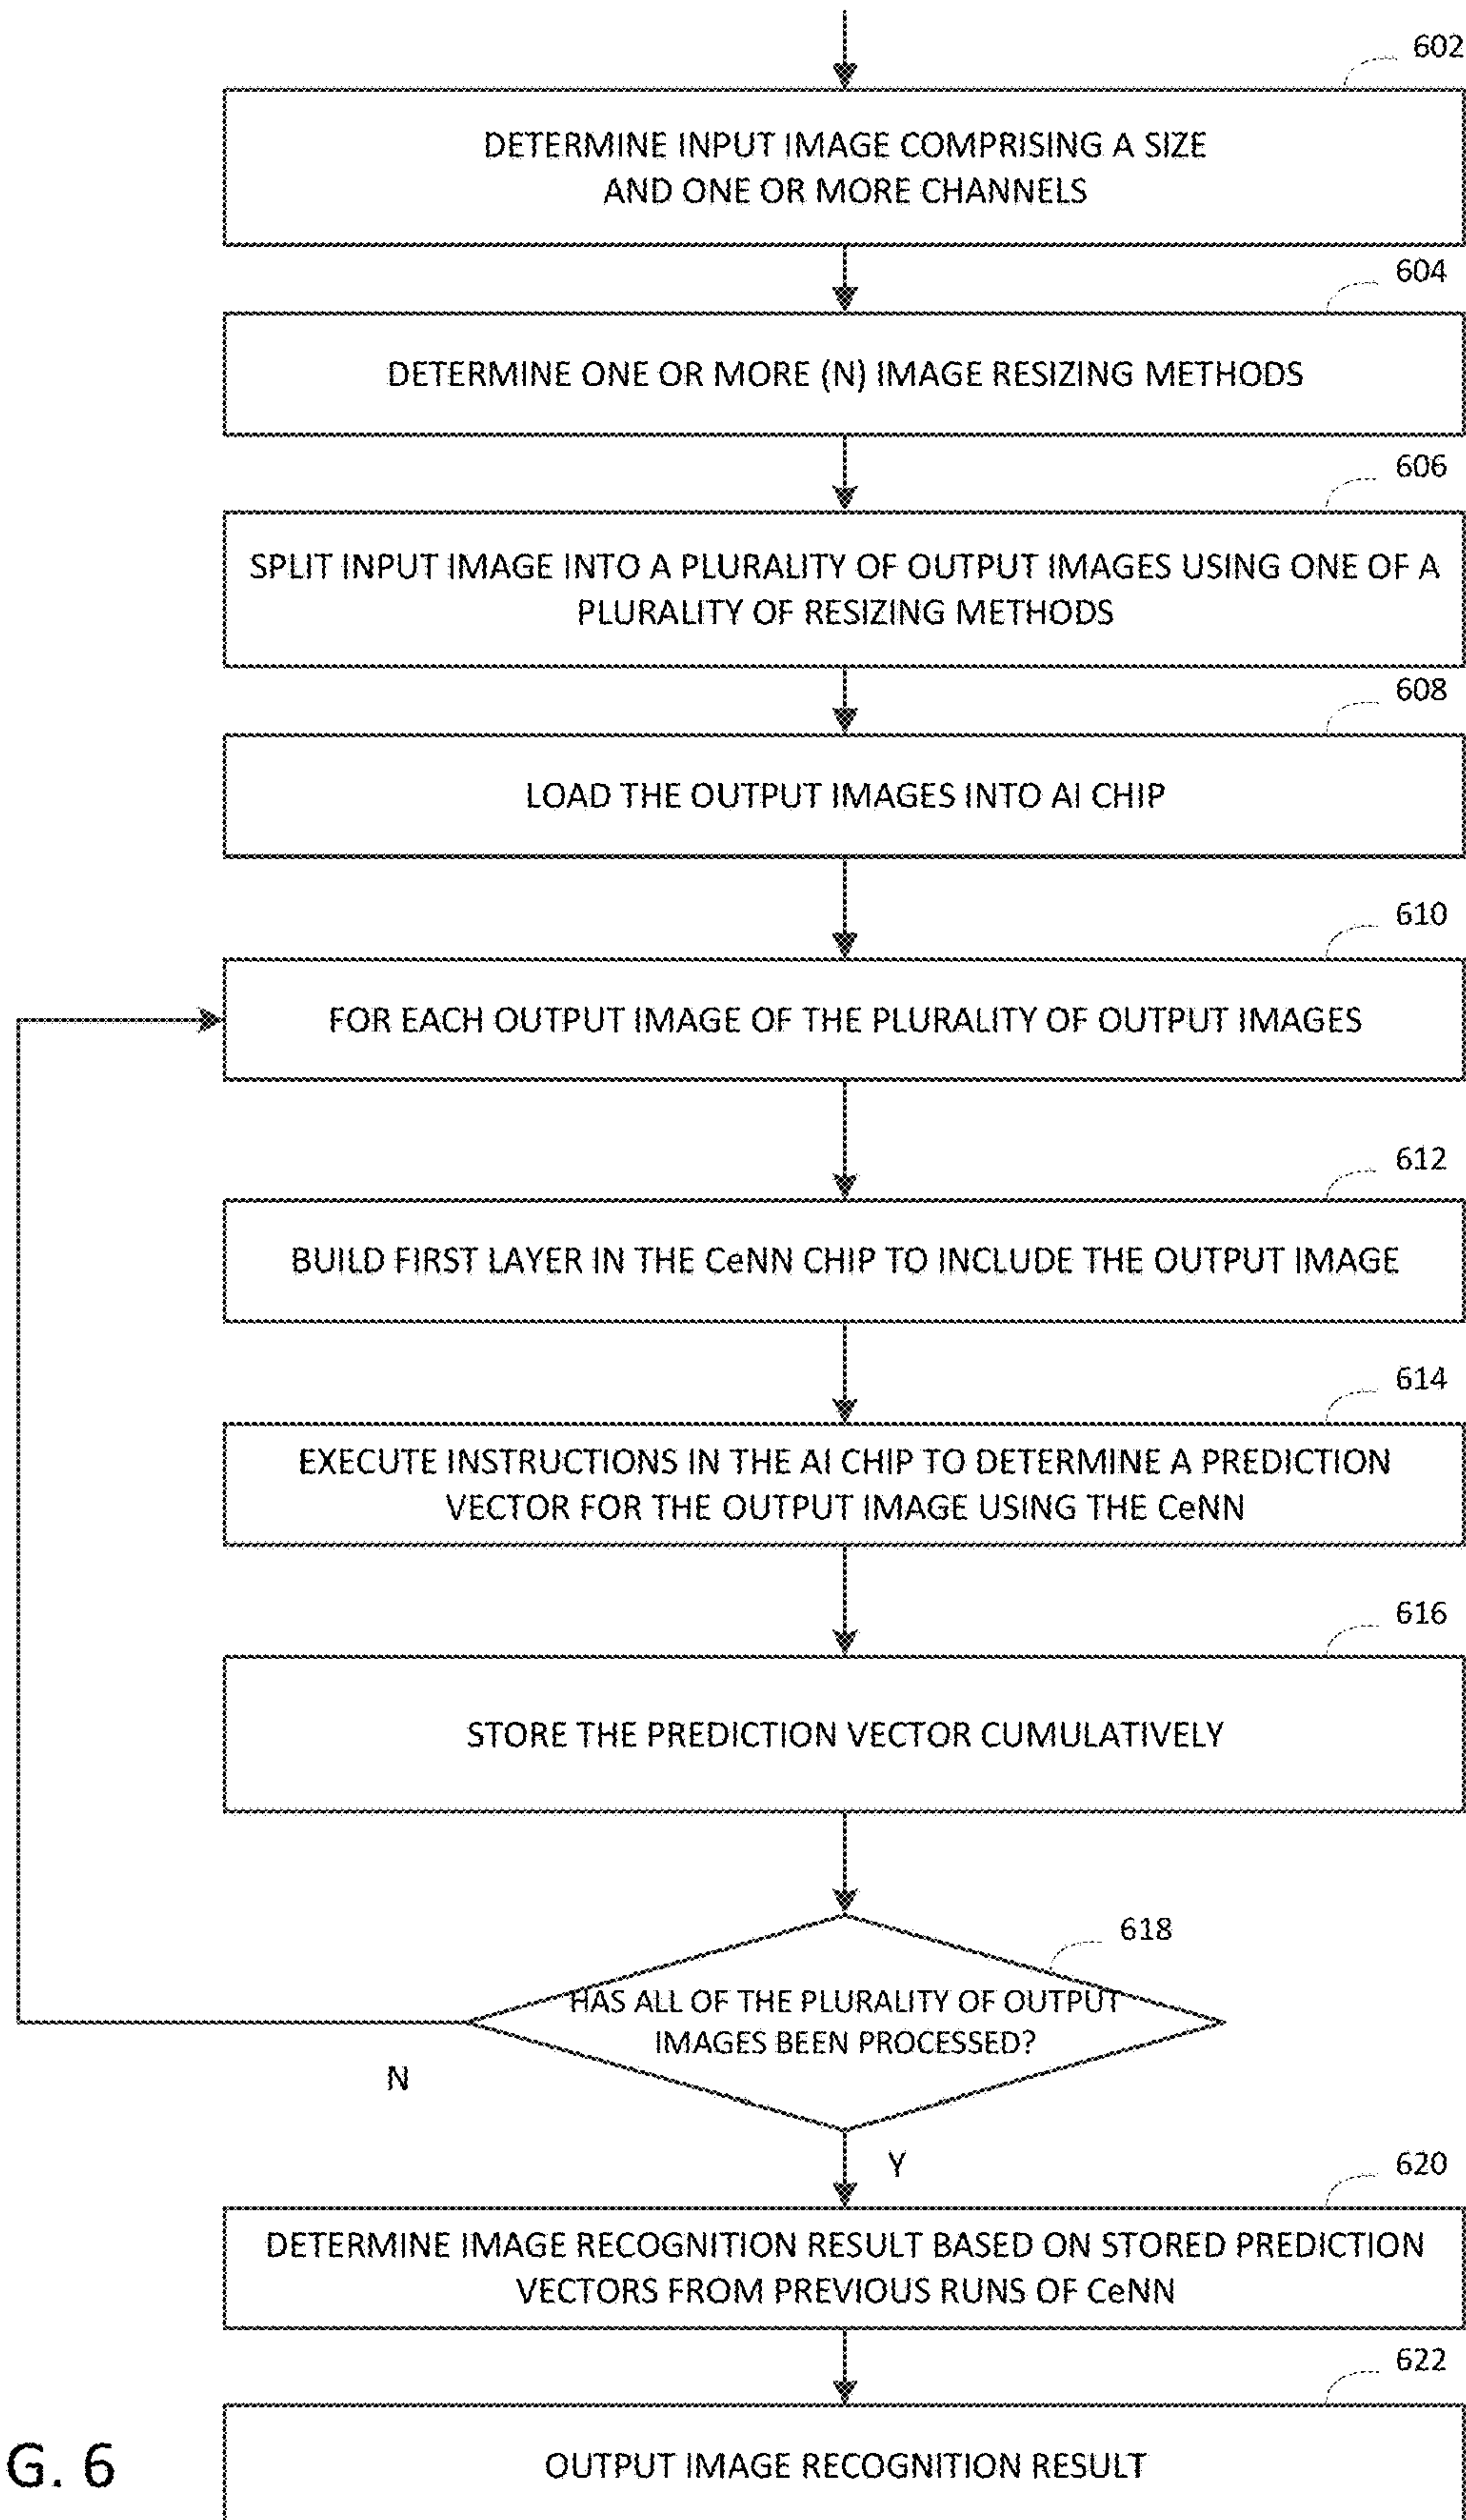 602
DETERMINE INPUT IMAGE COMPRISING A SIZE
AND ONE OR MORE CHANNELS
604
DETERMINE ONE OR MORE (N) IMAGE RESIZING METHODS
606
SPLIT INPUT IMAGE INTO A PLURALITY OF OUTPUT IMAGES USING ONE OF A
PLURALITY OF RESIZING METHODS
608
LOAD THE OUTPUT IMAGES INTO AI CHIP
610
FOR EACH OUTPUT IMAGE OF THE PLURALITY OF OUTPUT IMAGES
612
BUILD FIRST LAYER IN THE CeNN CHIP TO INCLUDE THE OUTPUT IMAGE
614
EXECUTE INSTRUCTIONS IN THE AI CHIP TO DETERMINE A PREDICTION
VECTOR FOR THE OUTPUT IMAGE USING THE CeNN
616
STORE THE PREDICTION VECTOR CUMULATIVELY
618
HAS ALL OF THE PLURALITY OF OUTPUT
IMAGES BEEN PROCESSED?
N
Y
620
DETERMINE IMAGE RECOGNITION RESULT BASED ON STORED PREDICTION
VECTORS FROM PREVIOUS RUNS OF CeNN
622
OUTPUT IMAGE RECOGNITION RESULT
G. 6